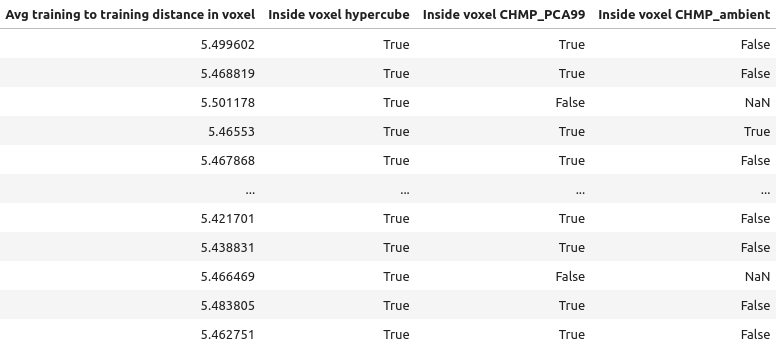 Avg training to training distance in voxel Inside voxel hypercube Inside voxel CHMP_PCA99 Inside voxel CHMP_ambient
5.499602 True True False
5.468819 True True False
5.501178 True False NaN
5.46553 True True True
5.467868 True True False
... ... ... ...
5.421701 True True False
5.438831 True True False
5.466469 True False NaN
5.483805 True True False
5.462751 True True False